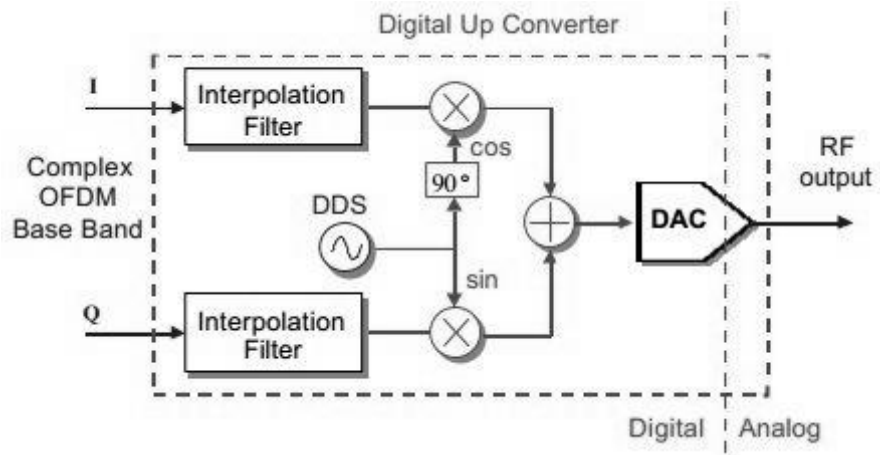 Digital Up Converter
I
Interpolation
Filter
cos
90°
Complex
OFDM
Base Band
DDS
DAC
RF
output
sin
Q
Interpolation
Filter
Digital
Analog